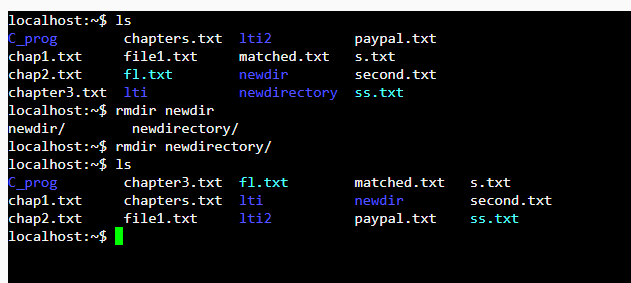 localhost:~$ ls
C_prog chapters.txt lti2 paypal.txt
chap1.txt file1.txt matched.txt s.txt
chap2.txt fl.txt newdir second.txt
chapter3.txt lti newdirectory ss.txt
localhost:~$ rmdir newdir
newdir/ newdirectory/
localhost:~$ rmdir newdirectory/
localhost:~$ ls
C_prog chapter3.txt fl.txt matched.txt s.txt
chap1.txt chapters.txt lti newdir second.txt
chap2.txt file1.txt lti2 paypal.txt ss.txt
localhost:~$